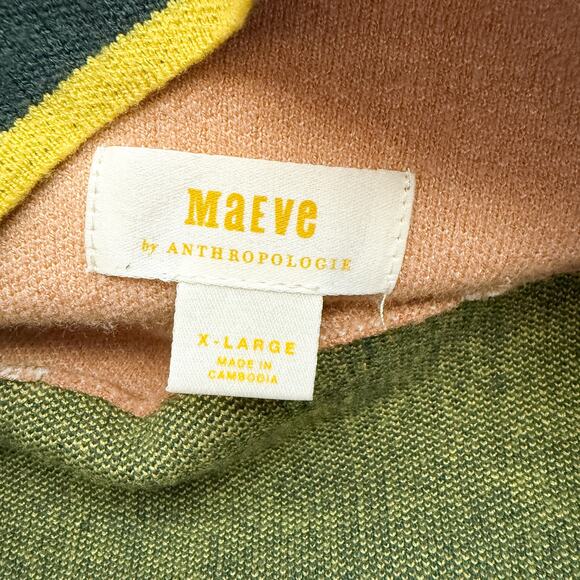 MaEve
by ANTHROPOLOGIE
X-LARGE
MADE IN
CAMBODIA